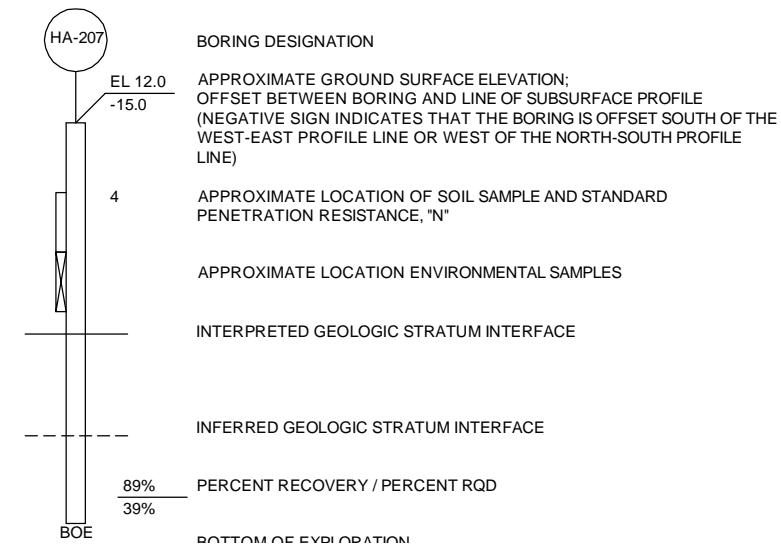 HA-207
BORING DESIGNATION
EL 12.0
-15.0
APPROXIMATE GROUND SURFACE ELEVATION;
OFFSET BETWEEN BORING AND LINE OF SUBSURFACE PROFILE
(NEGATIVE SIGN INDICATES THAT THE BORING IS OFFSET SOUTH OF THE
WEST-EAST PROFILE LINE OR WEST OF THE NORTH-SOUTH PROFILE
LINE)
4
APPROXIMATE LOCATION OF SOIL SAMPLE AND STANDARD
PENETRATION RESISTANCE, "N"
APPROXIMATE LOCATION ENVIRONMENTAL SAMPLES
INTERPRETED GEOLOGIC STRATUM INTERFACE
INFERRED GEOLOGIC STRATUM INTERFACE
89%
39%
PERCENT RECOVERY / PERCENT RQD
BOE
BOTTOM OF EXPLORATION